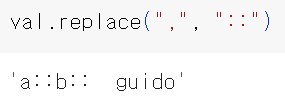 val.replace(",", "::")
'a::b::  guido'